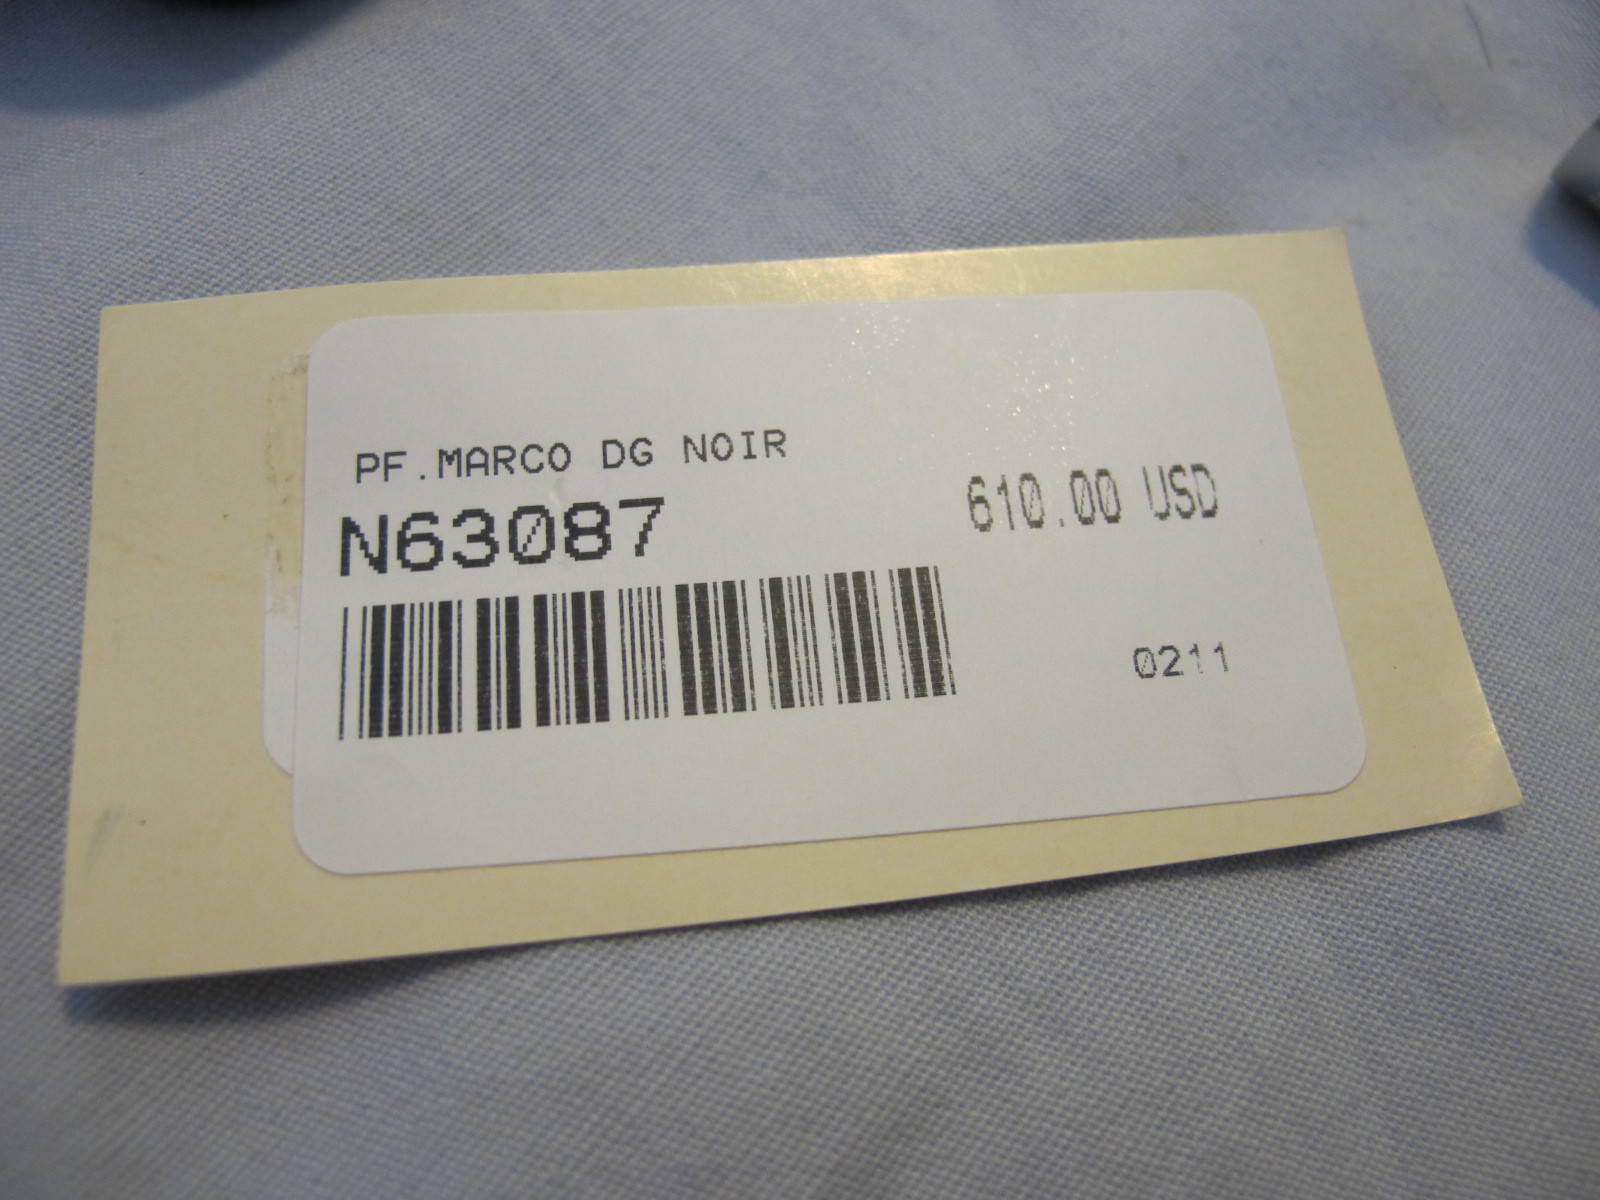 PF.MARCO DG NOIR
N63087
610.00 USD
0211